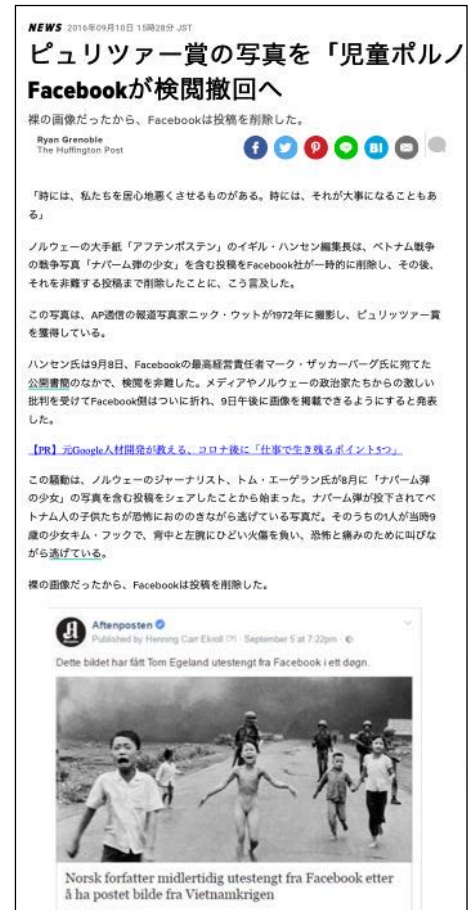 NEWS 2016年09月10日 15時28分 JST
ピュリツァー賞の写真を「児童ポルノ
Facebookが検閲撤回へ
裸の画像だったから、Facebookは投稿を削除した。
Ryan Grenoble
The Huffington Post
「時には、私たちを居心地悪くさせるものがある。時には、それが大事になることもあ
る」
ノルウェーの大手紙「アフテンポステン」のイギル・ハンセン編集長は、ベトナム戦争
の戦争写真「ナパーム弾の少女」を含む投稿をFacebook社が一時的に削除し、その後、
それを非難する投稿まで削除したことに、こう言及した。
この写真は、AP通信の報道写真家ニック・ウットが1972年に撮影し、ピュリッツァー賞
を獲得している。
ハンセン氏は9月8日、Facebookの最高経営責任者マーク・ザッカーバーグ氏に宛てた
公開書簡のなかで、検閲を非難した。メディアやノルウェーの政治家たちからの激しい
批判を受けてFacebook側はついに折れ、9日午後に画像を掲載できるようにすると発表
した。
【PR】元Google人材開発が教える、コロナ後に「仕事で生き残るポイント5つ」
この騒動は、ノルウェーのジャーナリスト、トム・エーゲラン氏が8月に「ナパーム弾
の少女」の写真を含む投稿をシェアしたことから始まった。ナパーム弾が投下されてベ
トナム人の子供たちが恐怖におののきながら逃げている写真だ。そのうちの1人が当時9
歳の少女キム・フックで、背中と左腕にひどい火傷を負い、恐怖と痛みのために叫びな
がら逃げている。
裸の画像だったから、Facebookは投稿を削除した。
Aftenposten
Published by Henning Carr Ekroll [?] · September 5 at 7:22pm ·
Dette bildet har fått Tom Egeland utestengt fra Facebook i ett døgn.
Norsk forfatter midlertidig utestengt fra Facebook etter
å ha postet bilde fra Vietnamkrigen